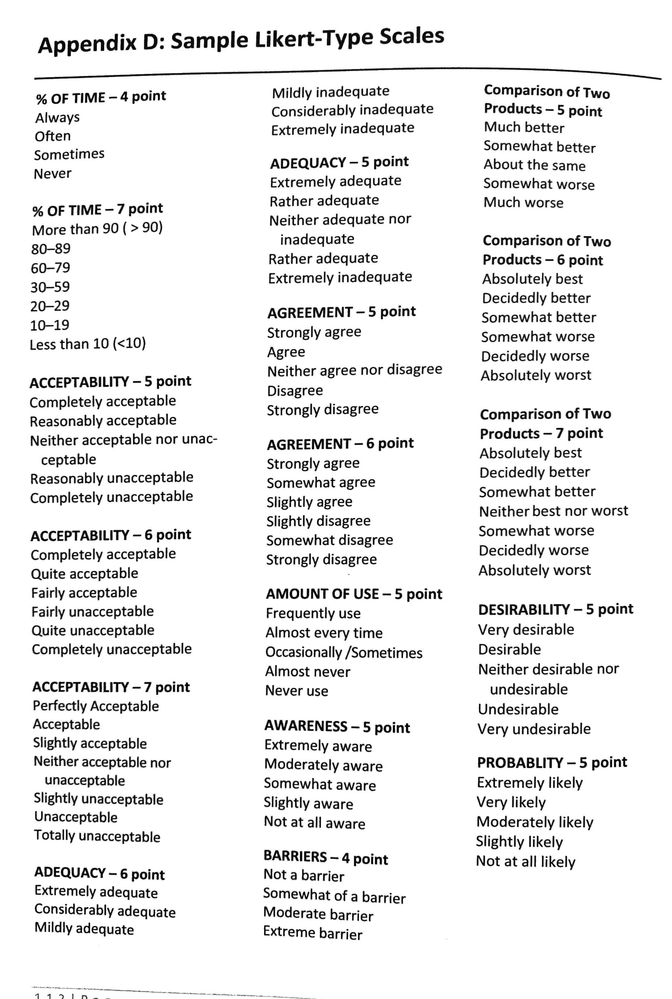 Appendix D: Sample Likert-Type Scales
% OF TIME – 4 point
Always
Often
Sometimes
Never
% OF TIME – 7 point
More than 90 ( > 90)
80–89
60–79
30–59
20–29
10–19
Less than 10 (<10)
ACCEPTABILITY – 5 point
Completely acceptable
Reasonably acceptable
Neither acceptable nor unac-
ceptable
Reasonably unacceptable
Completely unacceptable
ACCEPTABILITY – 6 point
Completely acceptable
Quite acceptable
Fairly acceptable
Fairly unacceptable
Quite unacceptable
Completely unacceptable
ACCEPTABILITY – 7 point
Perfectly Acceptable
Acceptable
Slightly acceptable
Neither acceptable nor
unacceptable
Slightly unacceptable
Unacceptable
Totally unacceptable
ADEQUACY – 6 point
Extremely adequate
Considerably adequate
Mildly adequate
Mildly inadequate
Considerably inadequate
Extremely inadequate
ADEQUACY – 5 point
Extremely adequate
Rather adequate
Neither adequate nor
inadequate
Rather adequate
Extremely inadequate
AGREEMENT – 5 point
Strongly agree
Agree
Neither agree nor disagree
Disagree
Strongly disagree
AGREEMENT – 6 point
Strongly agree
Somewhat agree
Slightly agree
Slightly disagree
Somewhat disagree
Strongly disagree
AMOUNT OF USE – 5 point
Frequently use
Almost every time
Occasionally /Sometimes
Almost never
Never use
AWARENESS – 5 point
Extremely aware
Moderately aware
Somewhat aware
Slightly aware
Not at all aware
BARRIERS – 4 point
Not a barrier
Somewhat of a barrier
Moderate barrier
Extreme barrier
Comparison of Two
Products – 5 point
Much better
Somewhat better
About the same
Somewhat worse
Much worse
Comparison of Two
Products – 6 point
Absolutely best
Decidedly better
Somewhat better
Somewhat worse
Decidedly worse
Absolutely worst
Comparison of Two
Products – 7 point
Absolutely best
Decidedly better
Somewhat better
Neither best nor worst
Somewhat worse
Decidedly worse
Absolutely worst
DESIRABILITY – 5 point
Very desirable
Desirable
Neither desirable nor
undesirable
Undesirable
Very undesirable
PROBABLITY – 5 point
Extremely likely
Very likely
Moderately likely
Slightly likely
Not at all likely